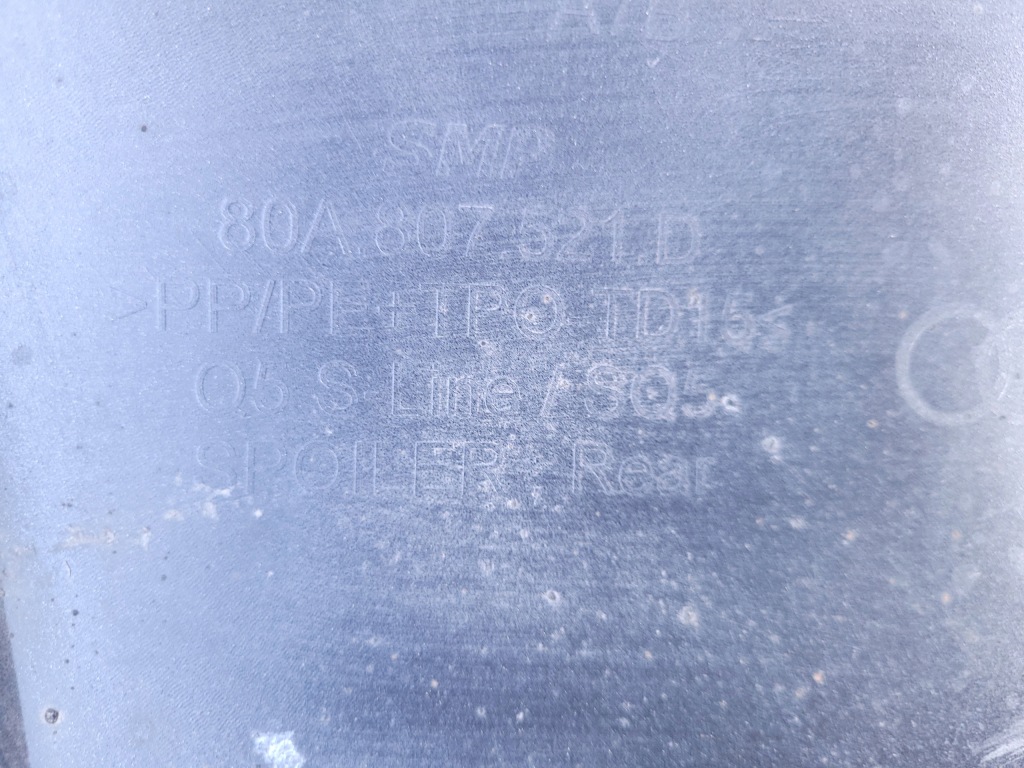 SMP
80A.807.521.D
>PP/PE+TPO TD15<
Q5 S Line / SQ5
SPOILER - Rear